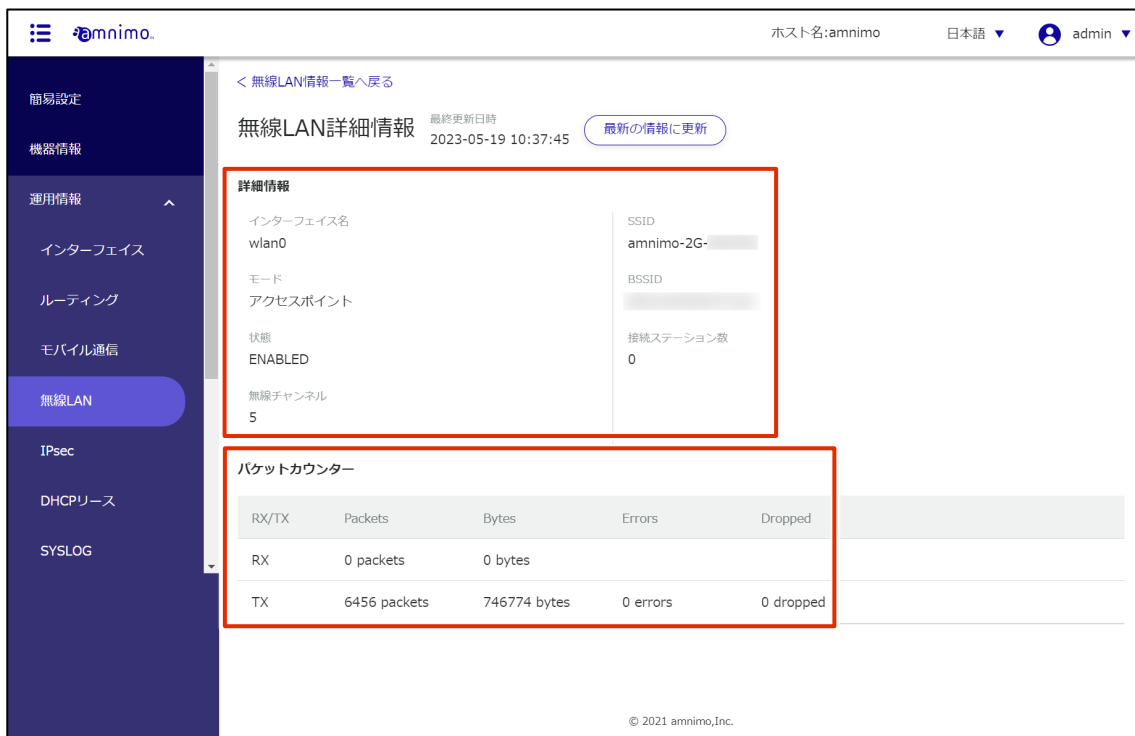 amnimo
ホスト名:amnimo
日本語 ▼
admin ▼
簡易設定
機器情報
運用情報
インターフェイス
ルーティング
モバイル通信
無線LAN
IPsec
DHCPリース
SYSLOG
< 無線LAN情報一覧へ戻る
無線LAN詳細情報
最終更新日時
2023-05-19 10:37:45
最新の情報に更新
詳細情報
インターフェイス名
wlan0
モード
アクセスポイント
状態
ENABLED
無線チャンネル
5
SSID
amnimo-2G-
BSSID
接続ステーション数
0
パケットカウンター
RX/TX Packets Bytes Errors Dropped
RX 0 packets 0 bytes
TX 6456 packets 746774 bytes 0 errors 0 dropped
© 2021 amnimo,Inc.